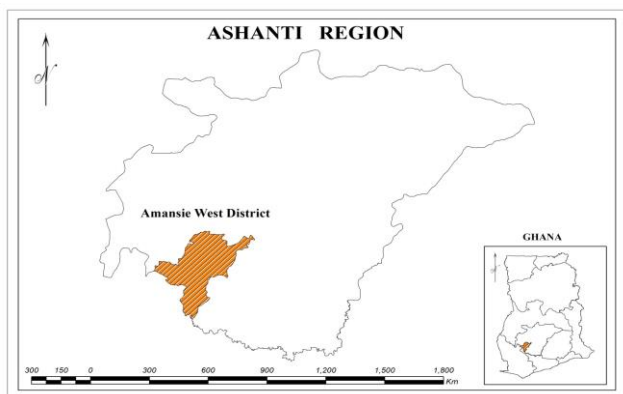 ASHANTI REGION
N
Amansie West District
GHANA
N
300 150 0 300 600 900 1,200 1,500 1,800
Km